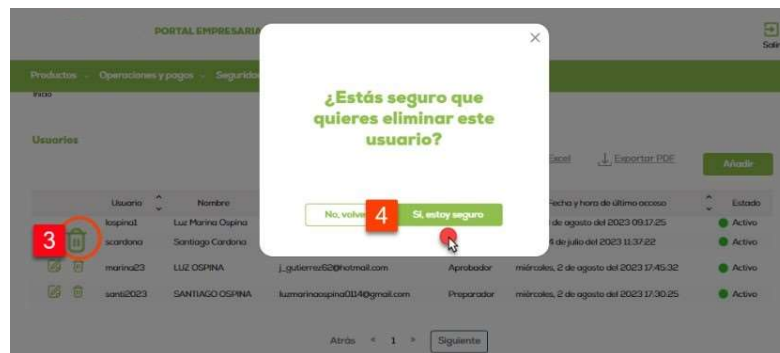 PORTAL EMPRESARIA
Salir
Productos Operaciones y pagos Seguridad
Inicio
¿Estás seguro que
quieres eliminar este
usuario?
Usuarios
Excel Exportar PDF Añadir
Usuario Nombre Fecha y hora de último acceso Estado
No, volve 4 Sí, estoy seguro
lospina1 Luz Marina Ospina de agosto del 2023 09:17:25 Activo
3 scardona Santiago Cardona de julio del 2023 11:37:22 Activo
marina23 LUZ OSPINA j_gutierrez62@hotmail.com Aprobador miércoles, 2 de agosto del 2023 17:45:32 Activo
santi2023 SANTIAGO OSPINA luzmarinaospina0114@gmail.com Preparador miércoles, 2 de agosto del 2023 17:30:25 Activo
Atrás « 1 » Siguiente